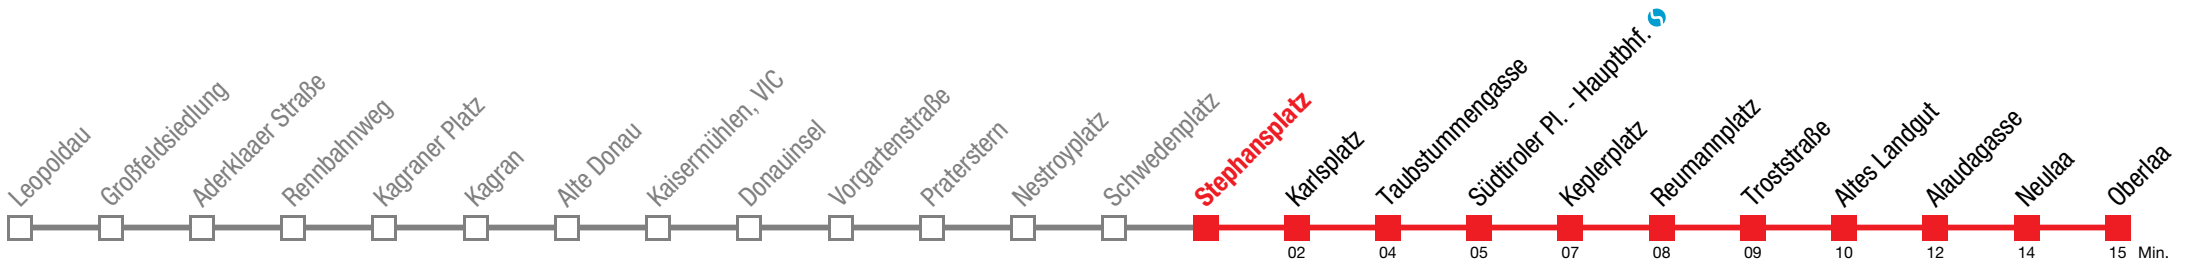 Leopoldau
Großfeldsiedlung
Aderklaaer Straße
Rennbahnweg
Kagraner Platz
Kagran
Alte Donau
Kaisermühlen, VIC
Donauinsel
Vorgartenstraße
Praterstern
Nestroyplatz
Schwedenplatz
Stephansplatz
Karlsplatz
Taubstummengasse
Südtiroler Pl. - Hauptbhf.
Keplerplatz
Reumannplatz
Troststraße
Altes Landgut
Alaudagasse
Neulaa
Oberlaa
02 04 05 07 08 09 10 12 14 15 Min.